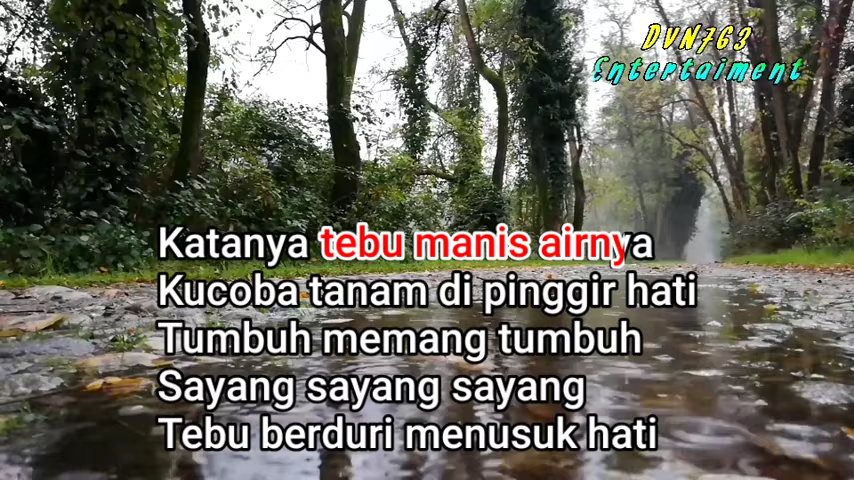 DVN763
Entertaiment
Katanya tebu manis airnya
Kucoba tanam di pinggir hati
Tumbuh memang tumbuh
Sayang sayang sayang
Tebu berduri menusuk hati